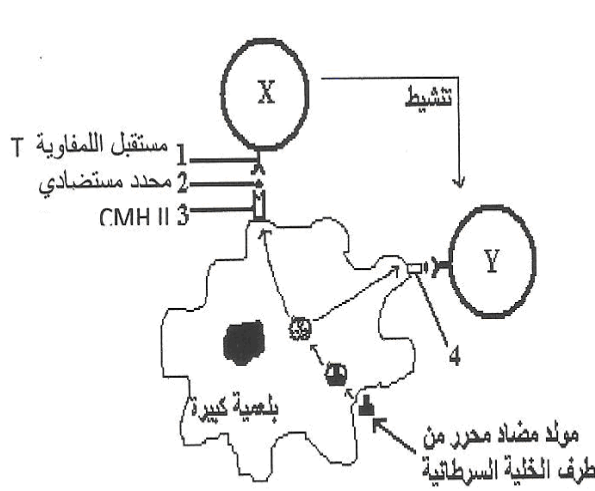 X
تنشيط
مستقبل اللمفاوية T 1
محدد مستضادي 2
CMH II 3
Y
4
بلعمية كبيرة
مولد مضاد محرر من
طرف الخلية السرطانية